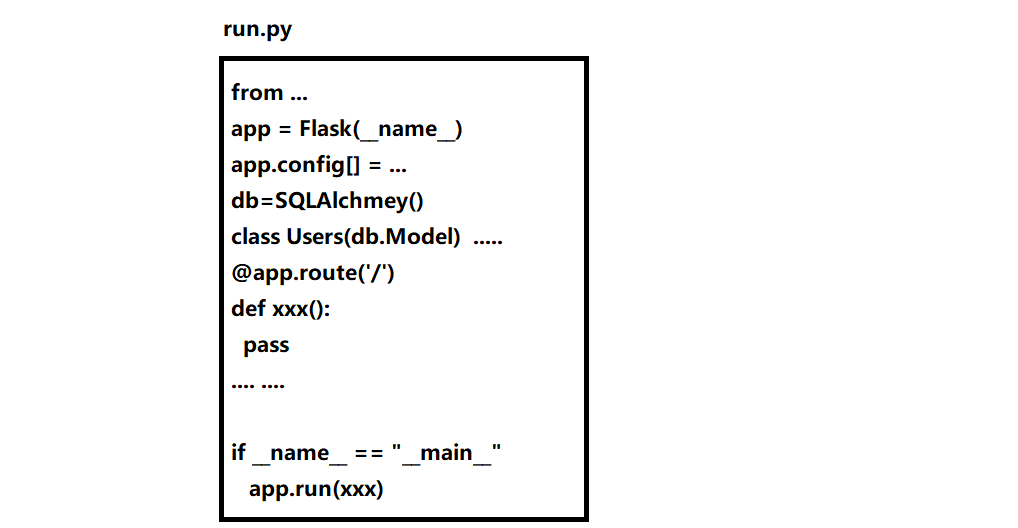 run.py
from ...
app = Flask(__name__)
app.config[] = ...
db=SQLAlchmey()
class Users(db.Model) .....
@app.route('/')
def xxx():
pass
.... ....
if __name__ == "__main__"
app.run(xxx)